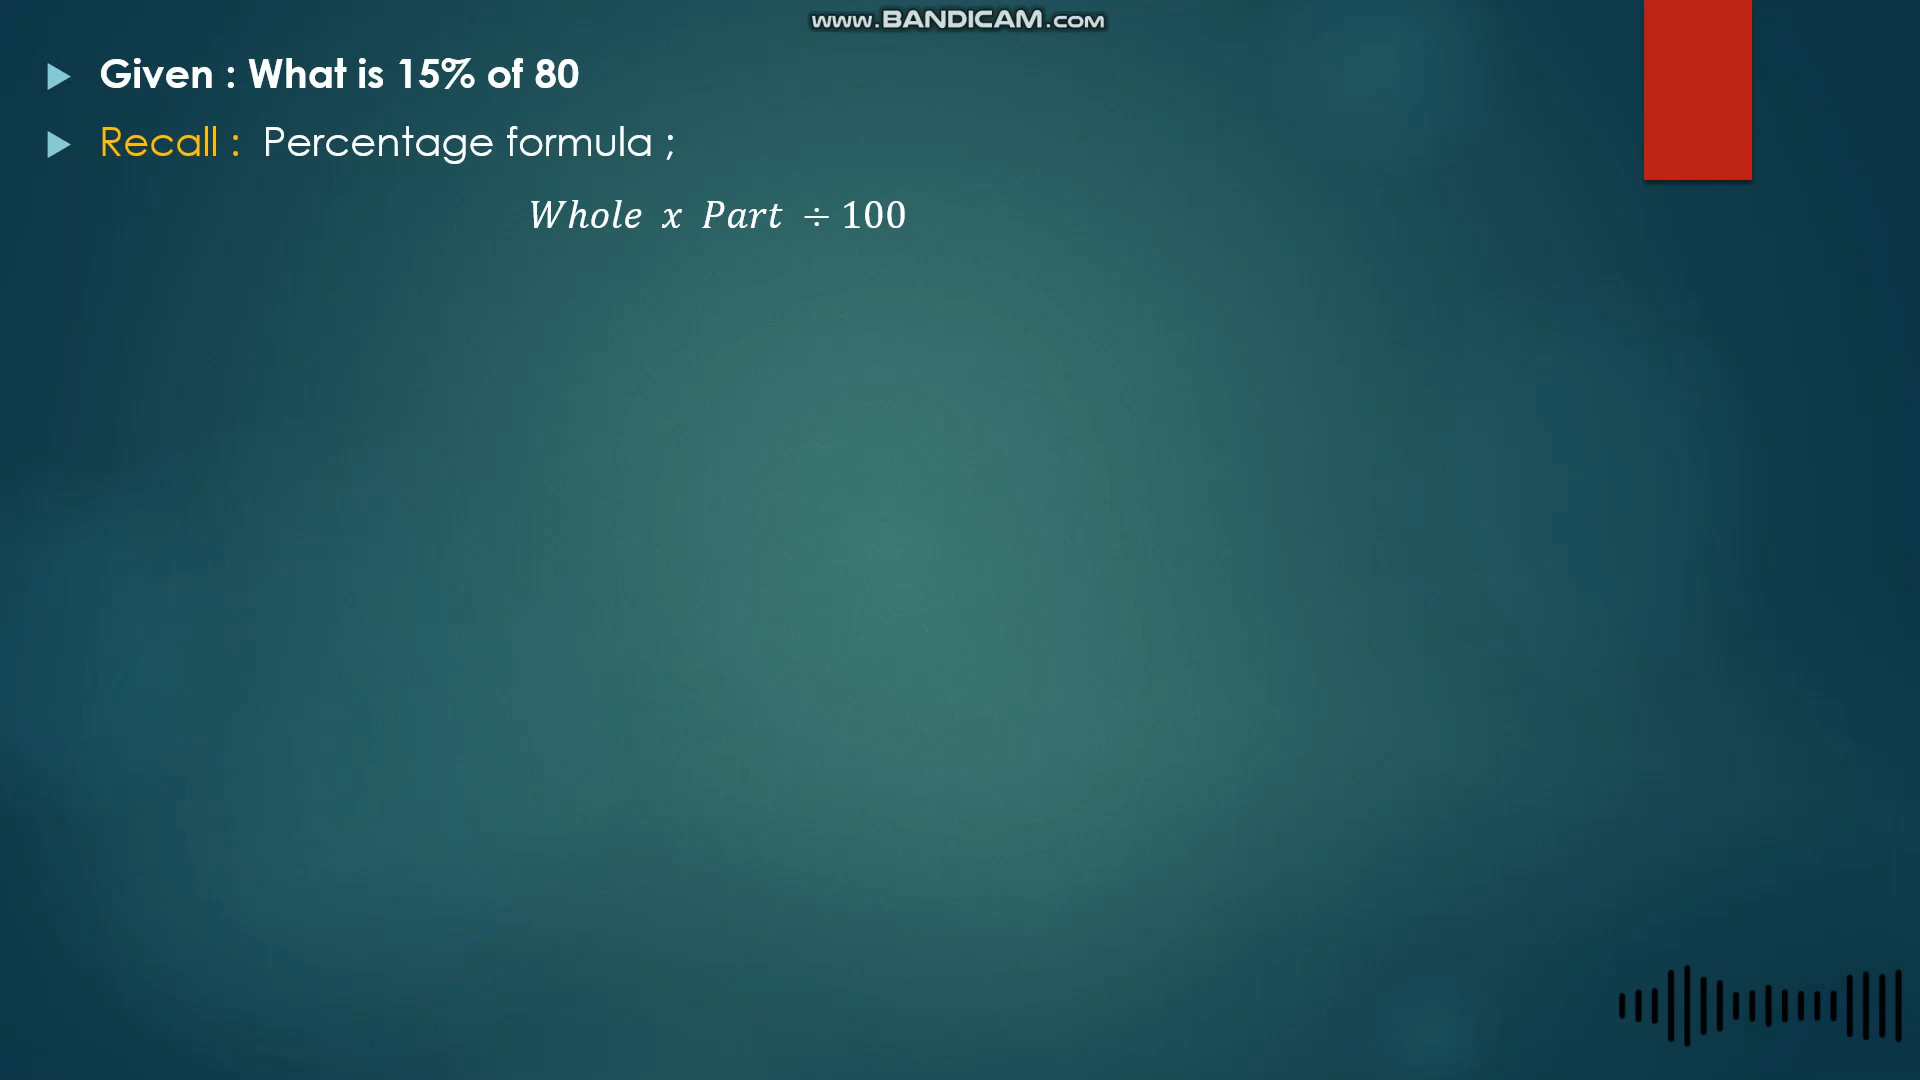 www.BANDICAM.com
Given : What is 15% of 80
Recall : Percentage formula ;
Whole x Part ÷ 100